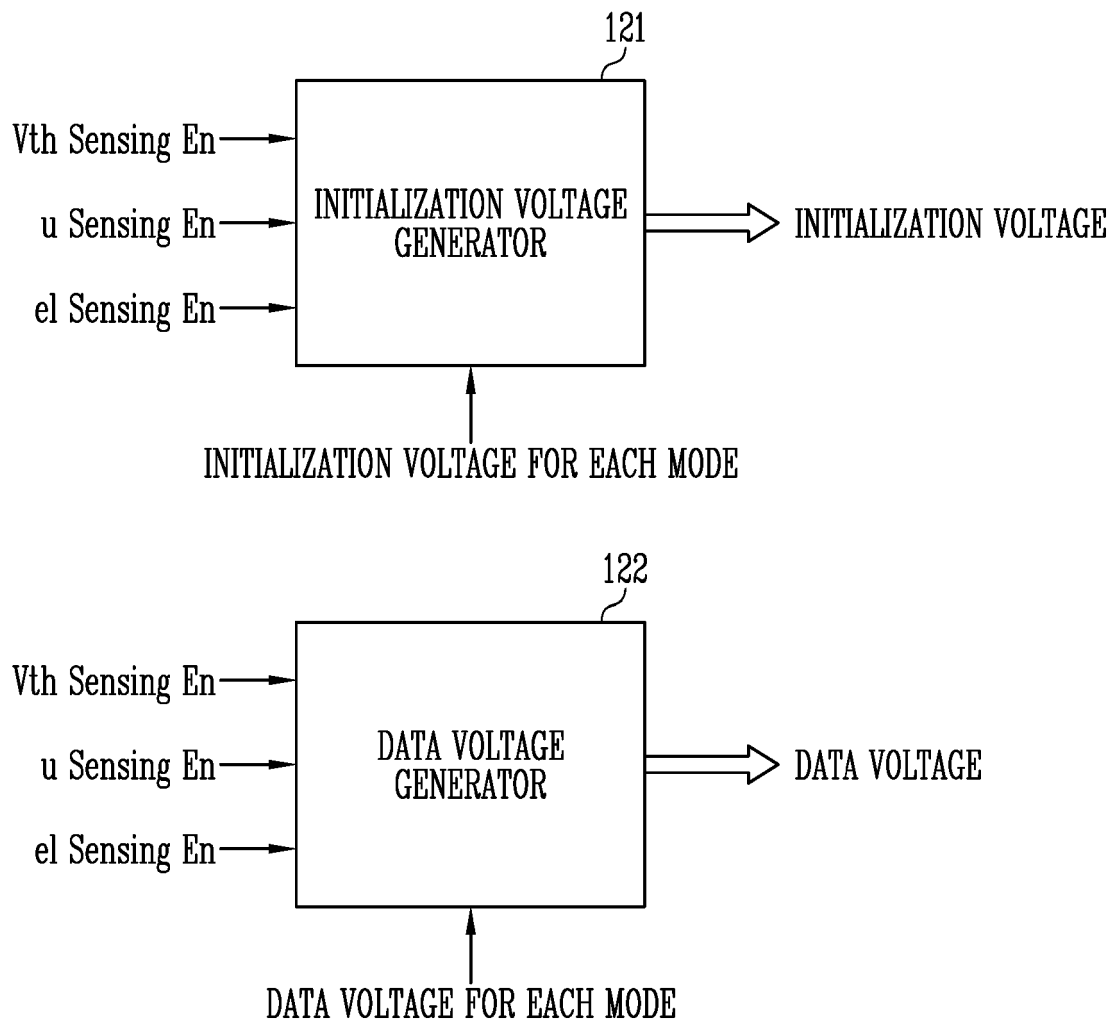 121
Vth Sensing En
u Sensing En
el Sensing En
INITIALIZATION VOLTAGE
GENERATOR
INITIALIZATION VOLTAGE
INITIALIZATION VOLTAGE FOR EACH MODE
122
Vth Sensing En
u Sensing En
el Sensing En
DATA VOLTAGE
GENERATOR
DATA VOLTAGE
DATA VOLTAGE FOR EACH MODE